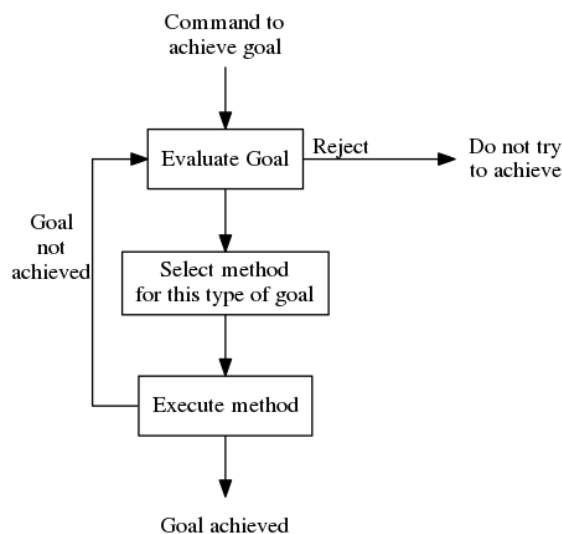 Command to
achieve goal
Evaluate Goal
Reject
Do not try
to achieve
Goal
not
achieved
Select method
for this type of goal
Execute method
Goal achieved